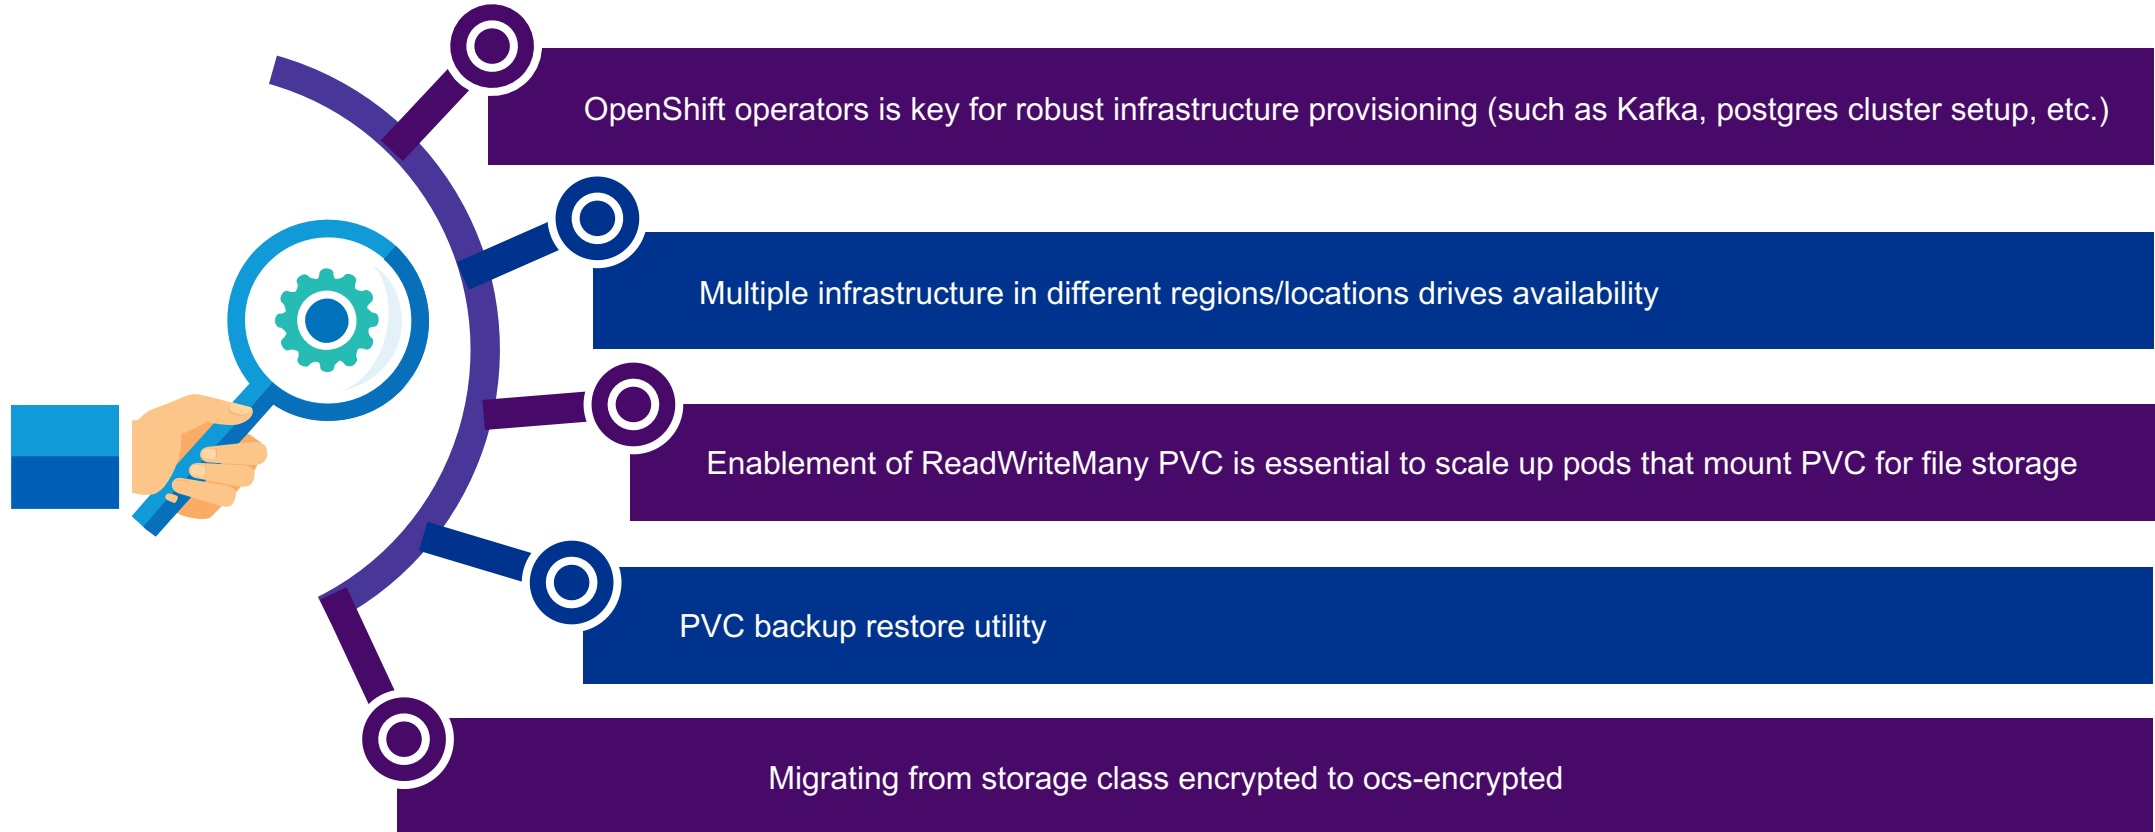 OpenShift operators is key for robust infrastructure provisioning (such as Kafka, postgres cluster setup, etc.)
Multiple infrastructure in different regions/locations drives availability
Enablement of ReadWriteMany PVC is essential to scale up pods that mount PVC for file storage
PVC backup restore utility
Migrating from storage class encrypted to ocs-encrypted